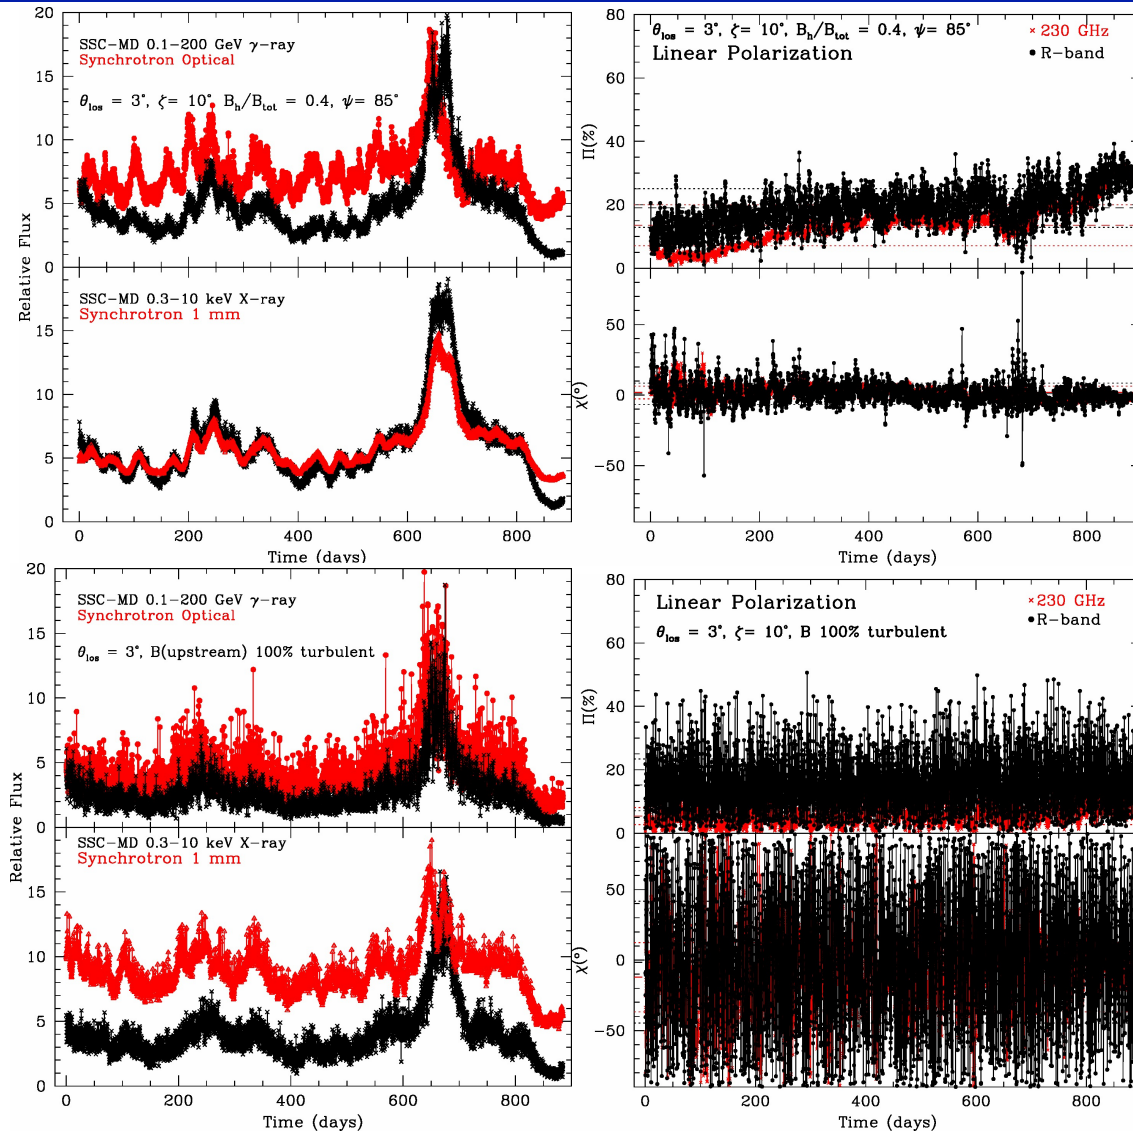 20
15
10
5
0
SSC-MD 0.1-200 GeV γ-ray
Synchrotron Optical
θlos = 3°, ζ= 10° Bh/Btot = 0.4, ψ= 85°
Relative Flux
15
10
5
0
SSC-MD 0.3-10 keV X-ray
Synchrotron 1 mm
0 200 400 600 800
Time (days)
80
60
40
20
0
Π(%)
θlos = 3°, ζ= 10°, Bh/Btot = 0.4, ψ= 85°
Linear Polarization
×230 GHz
●R-band
50
0
−50
χ(°)
0 200 400 600 800
Time (days)
20
15
10
5
0
SSC-MD 0.1-200 GeV γ-ray
Synchrotron Optical
θlos = 3°, B(upstream) 100% turbulent
Relative Flux
15
10
5
0
SSC-MD 0.3-10 keV X-ray
Synchrotron 1 mm
0 200 400 600 800
Time (days)
80
60
40
20
0
Π(%)
Linear Polarization
θlos = 3°, ζ= 10°, B 100% turbulent
×230 GHz
●R-band
50
0
−50
χ(°)
0 200 400 600 800
Time (days)